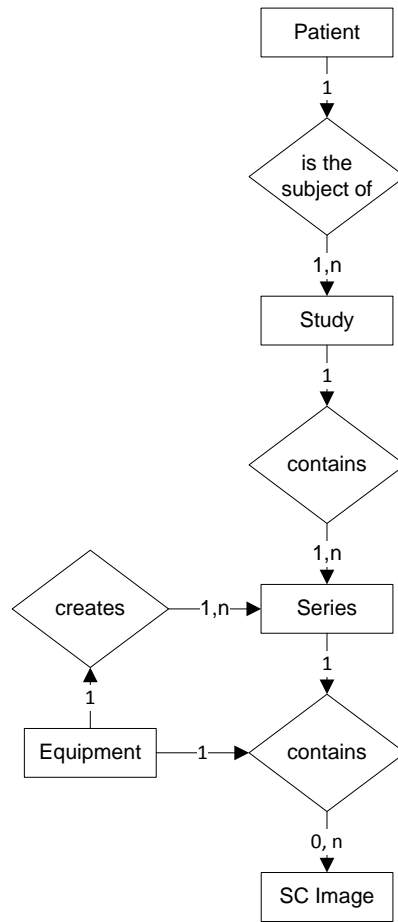 Patient
1
is the
subject of
1,n
Study
1
contains
1,n
creates
1,n
Series
1
1
Equipment
1
contains
0, n
SC Image